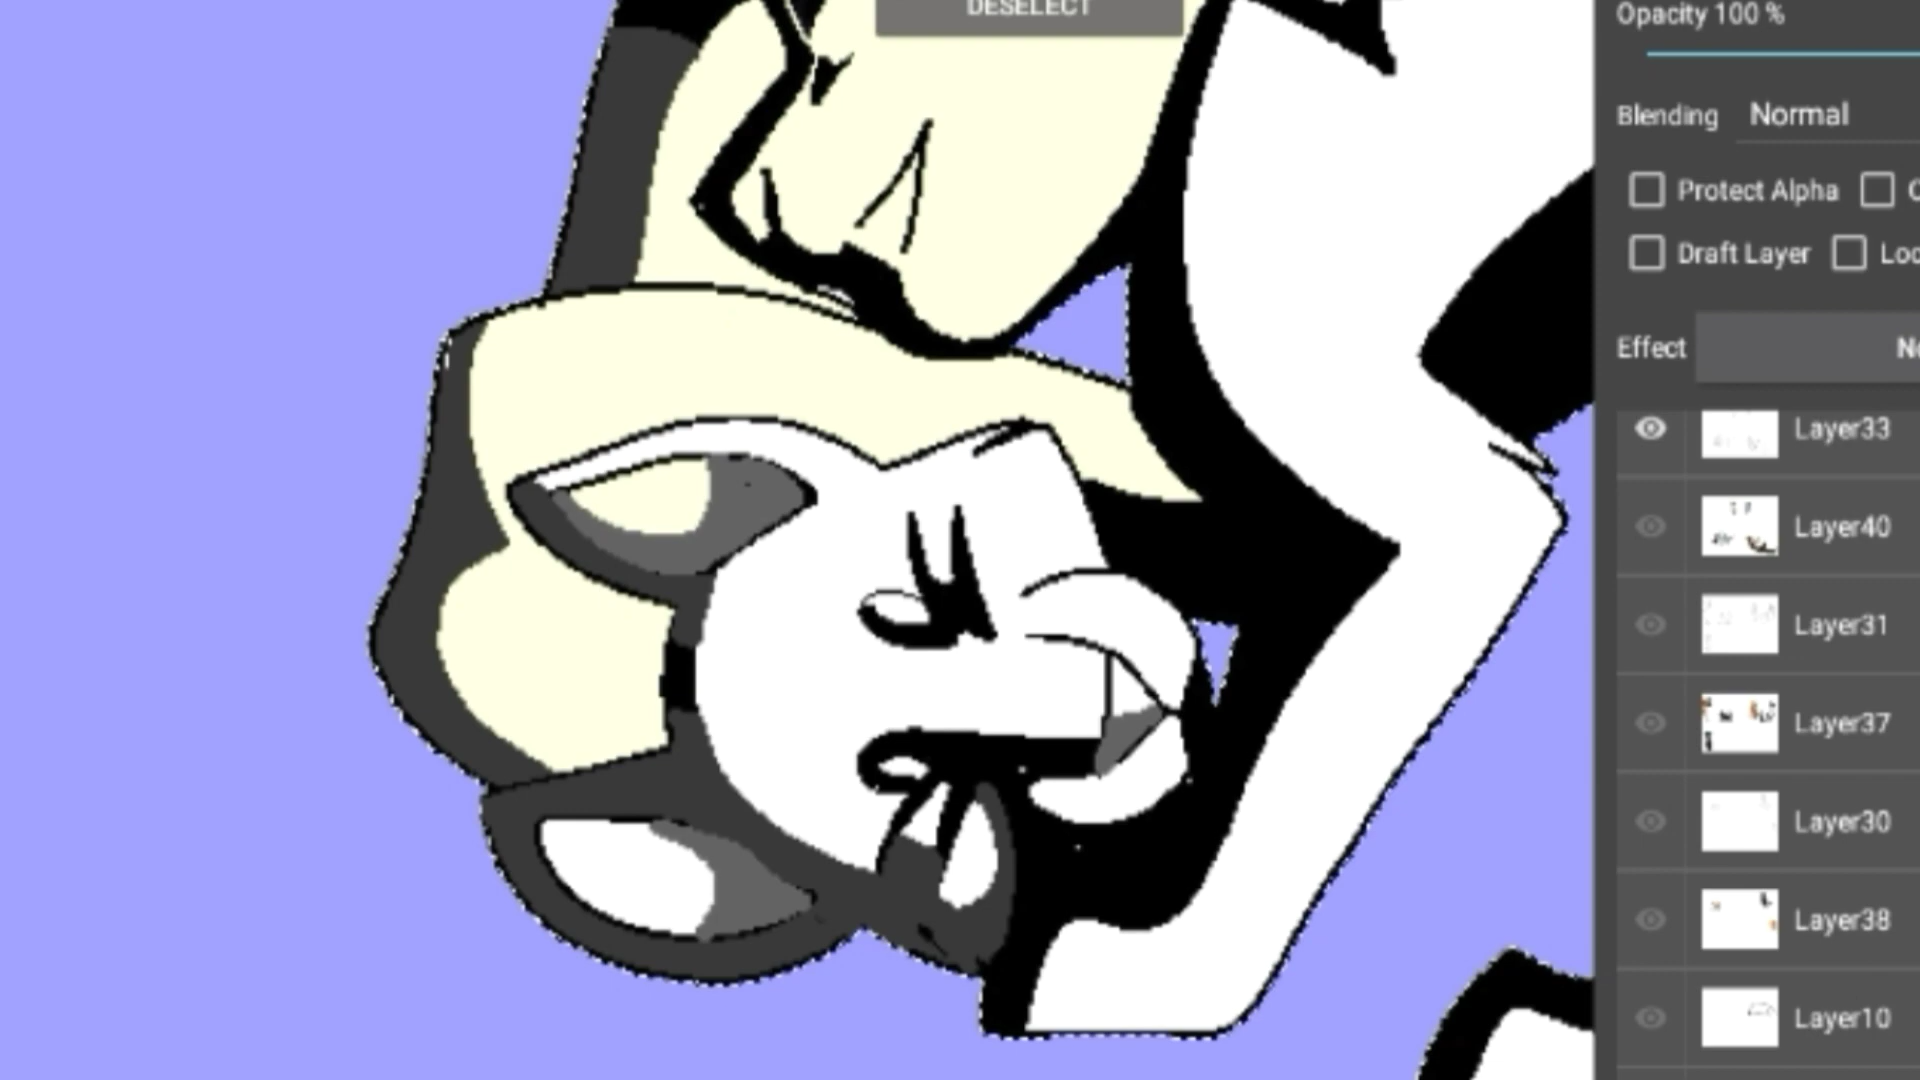 DESELECT
Opacity 100 %
Blending Normal
Protect Alpha
Draft Layer
Effect
Layer33
Layer40
Layer31
Layer37
Layer30
Layer38
Layer10